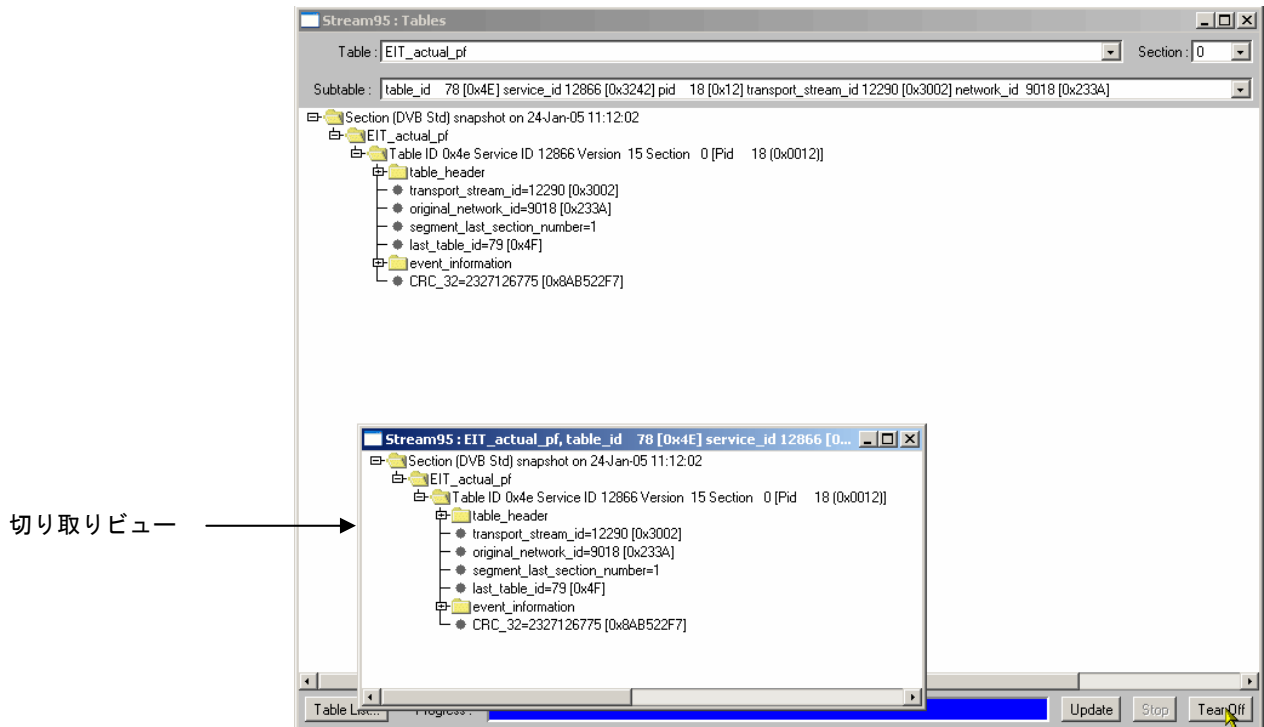 Stream95 : Tables
Table : EIT_actual_pf Section : 0
Subtable : table_id 78 [0x4E] service_id 12866 [0x3242] pid 18 [0x12] transport_stream_id 12290 [0x3002] network_id 9018 [0x233A]
Section (DVB Std) snapshot on 24-Jan-05 11:12:02
EIT_actual_pf
Table ID 0x4e Service ID 12866 Version 15 Section 0 [Pid 18 (0x0012)]
table_header
transport_stream_id=12290 [0x3002]
original_network_id=9018 [0x233A]
segment_last_section_number=1
last_table_id=79 [0x4F]
event_information
CRC_32=2327126775 [0x8AB522F7]
Stream95 : EIT_actual_pf, table_id 78 [0x4E] service_id 12866 [0...
Section (DVB Std) snapshot on 24-Jan-05 11:12:02
EIT_actual_pf
Table ID 0x4e Service ID 12866 Version 15 Section 0 [Pid 18 (0x0012)]
table_header
transport_stream_id=12290 [0x3002]
original_network_id=9018 [0x233A]
segment_last_section_number=1
last_table_id=79 [0x4F]
event_information
CRC_32=2327126775 [0x8AB522F7]
切り取りビュー
Table List... Progress : Update Stop TearOff